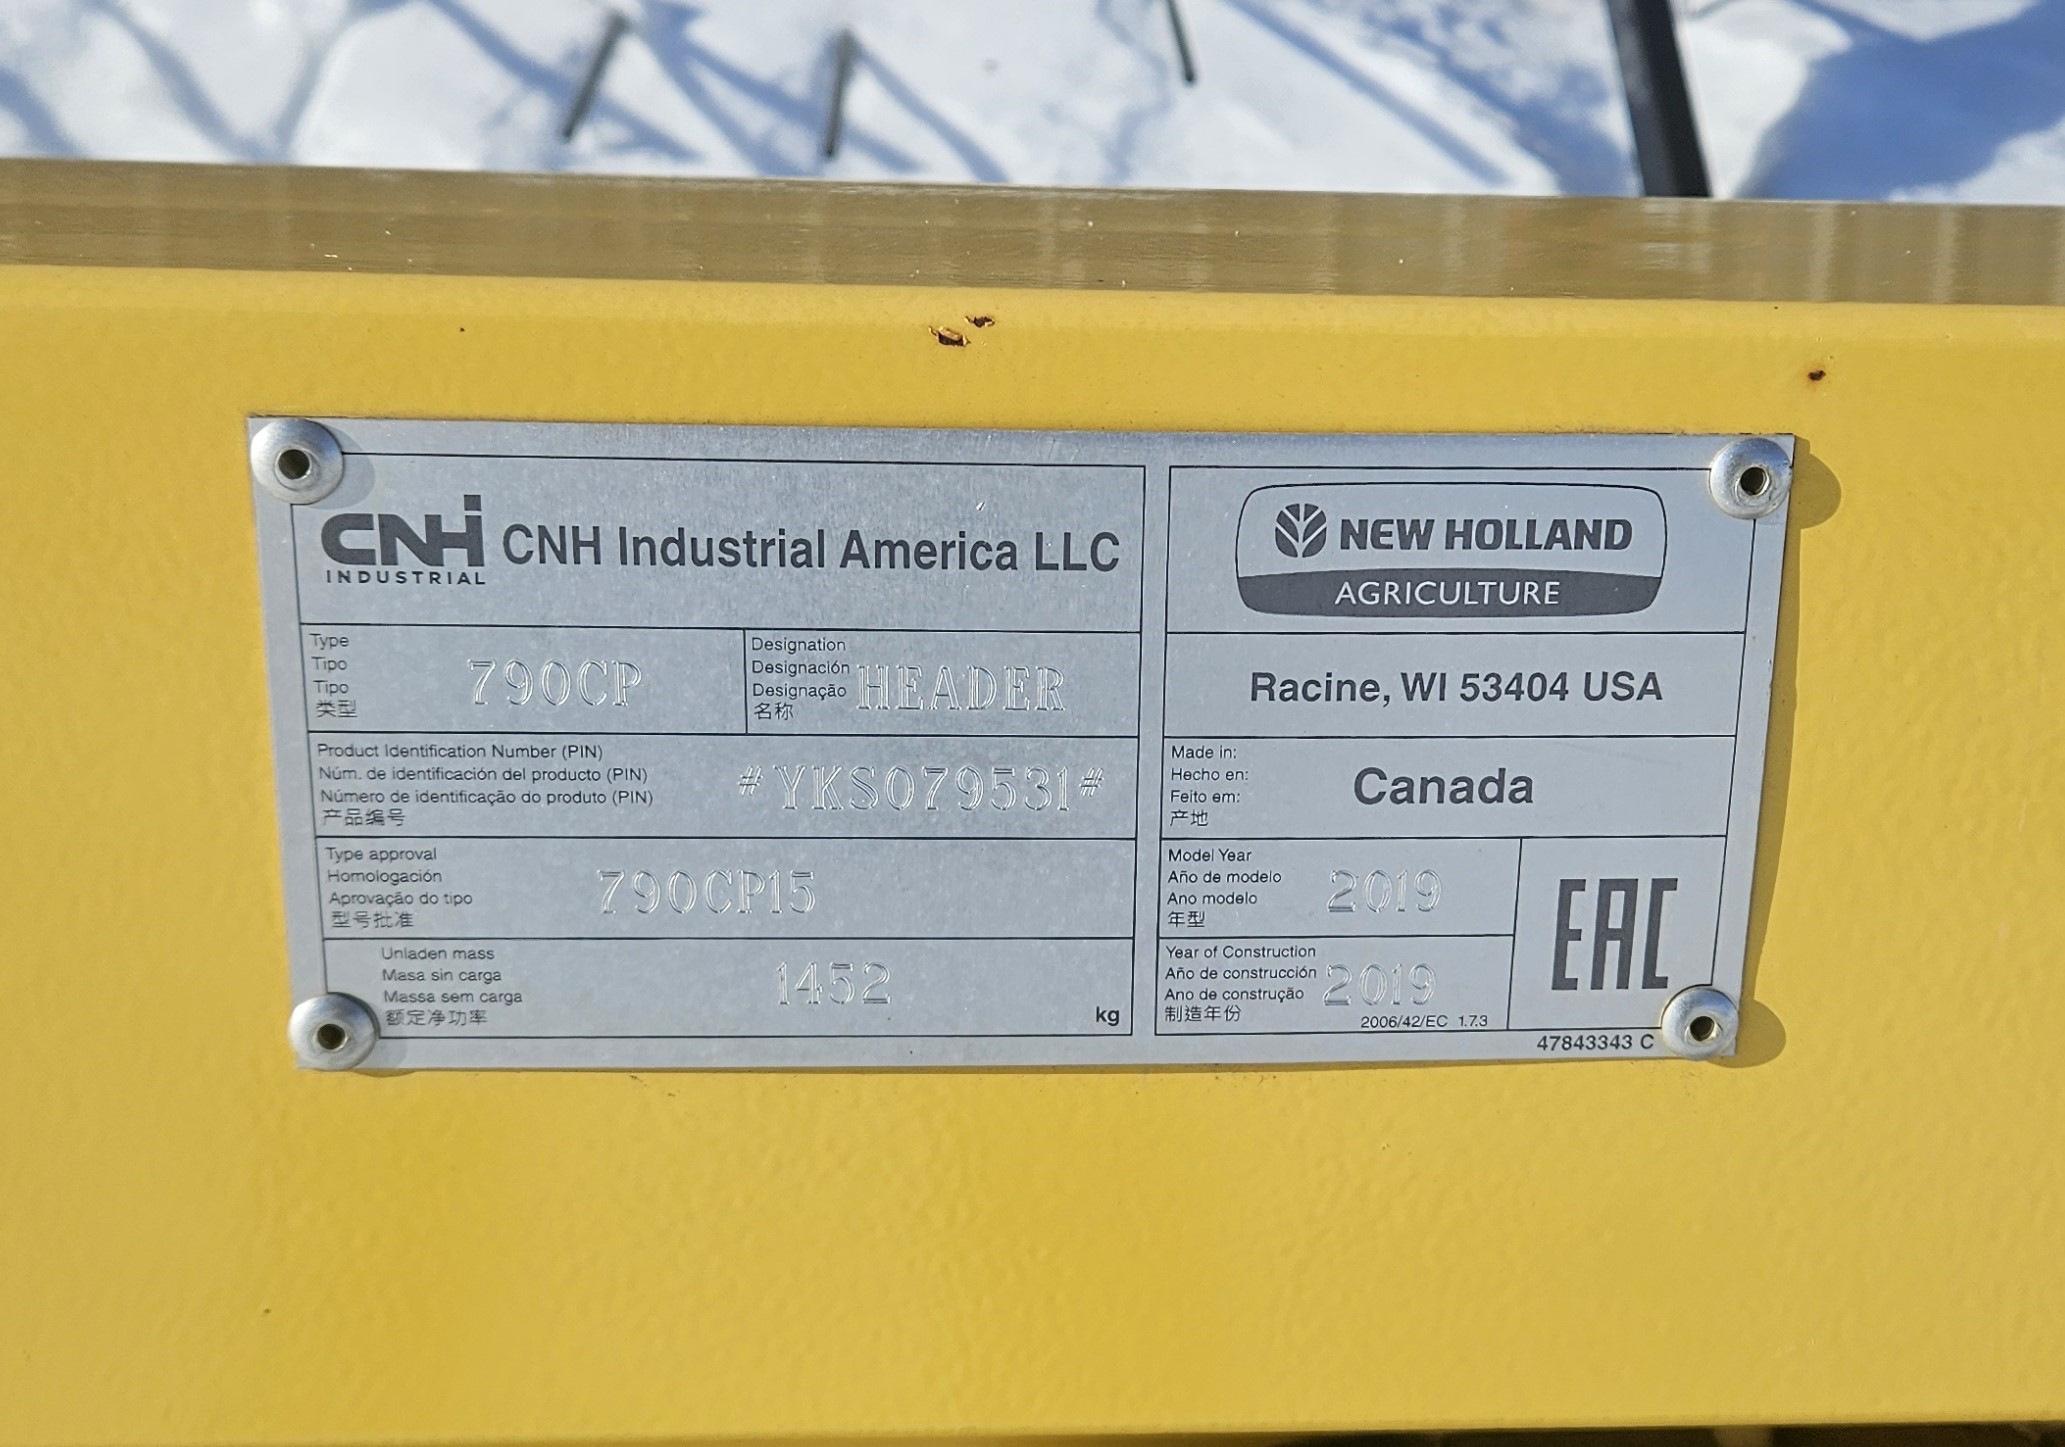 CNHi INDUSTRIAL CNH Industrial America LLC
Type
Tipo
Tipo
类型
790CP
Designation
Designación
Designação
名称
HEADER
Product Identification Number (PIN)
Núm. de identificación del producto (PIN)
Número de identificação do produto (PIN)
产品编号
#YKS079531#
Type approval
Homologación
Aprovação do tipo
型号批准
790CP15
Unladen mass
Masa sin carga
Massa sem carga
额定净功率
1452
kg
NEW HOLLAND
AGRICULTURE
Racine, WI 53404 USA
Made in:
Hecho en:
Feito em:
产地
Canada
Model Year
Año de modelo
Ano modelo
年型
2019
Year of Construction
Año de construcción
Ano de construção
制造年份
2019
2006/42/EC 1.7.3
EAC
47843343 C